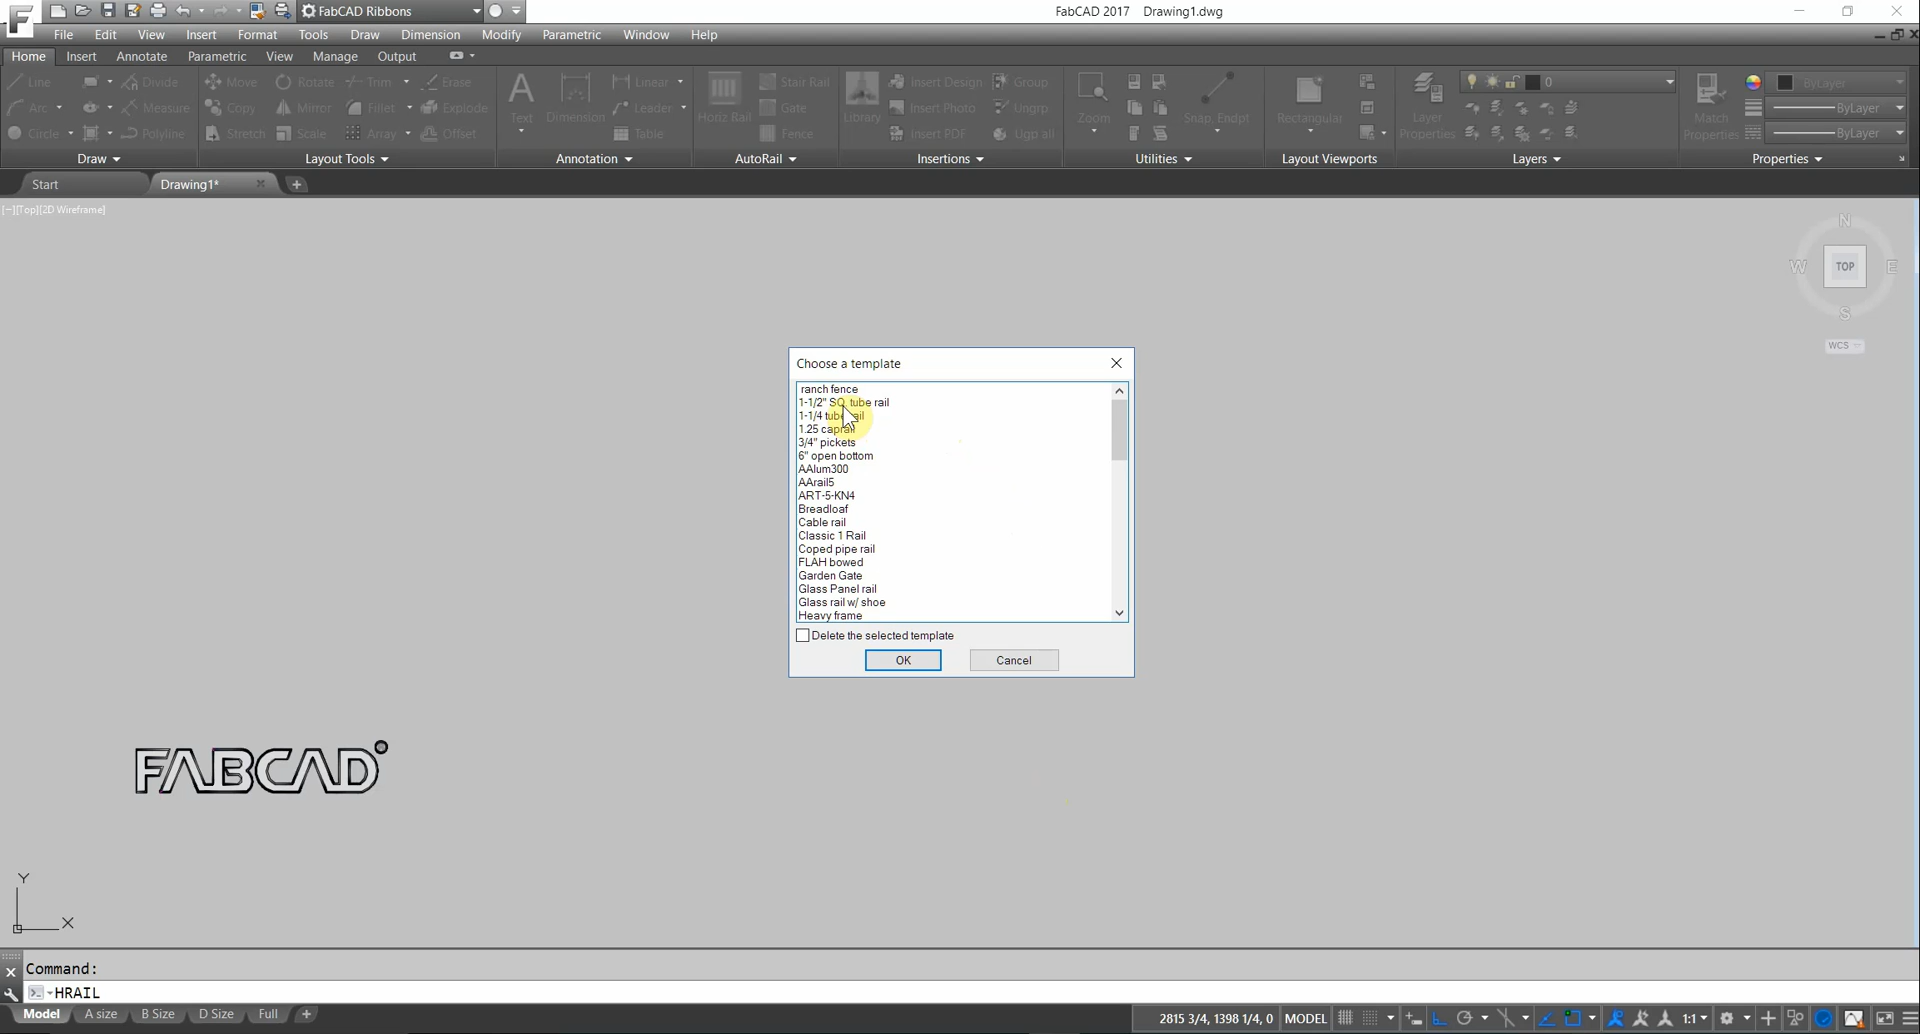 FabCAD Ribbons
FabCAD 2017 Drawing1.dwg
File Edit View Insert Format Tools Draw Dimension Modify Parametric Window Help
Home Insert Annotate Parametric View Manage Output
Line Divide Move Rotate Trim Erase Linear Stair Rail Insert Design Group 0 ByLayer
Arc Measure Copy Mirror Fillet Explode Text Dimension Leader Horiz Rail Gate Library Insert Photo Ungrp Zoom Snap, Endpt Rectangular Layer Properties Match Properties ByLayer
Circle Polyline Stretch Scale Array Offset Table Fence Insert PDF Ugp all ByLayer
Draw Layout Tools Annotation AutoRail Insertions Utilities Layout Viewports Layers Properties
Start Drawing1*
[−][Top][2D Wireframe]
N
W TOP E
S
WCS
Choose a template
ranch fence
1-1/2" SQ. tube rail
1-1/4 tube rail
1.25 caprail
3/4" pickets
6" open bottom
AAlum300
AArail5
ART-5-KN4
Breadloaf
Cable rail
Classic 1 Rail
Coped pipe rail
FLAH bowed
Garden Gate
Glass Panel rail
Glass rail w/ shoe
Heavy frame
Delete the selected template
OK Cancel
FABCAD
Y
X
Command:
HRAIL
Model A size B Size D Size Full +
2815 3/4, 1398 1/4, 0 MODEL 1:1